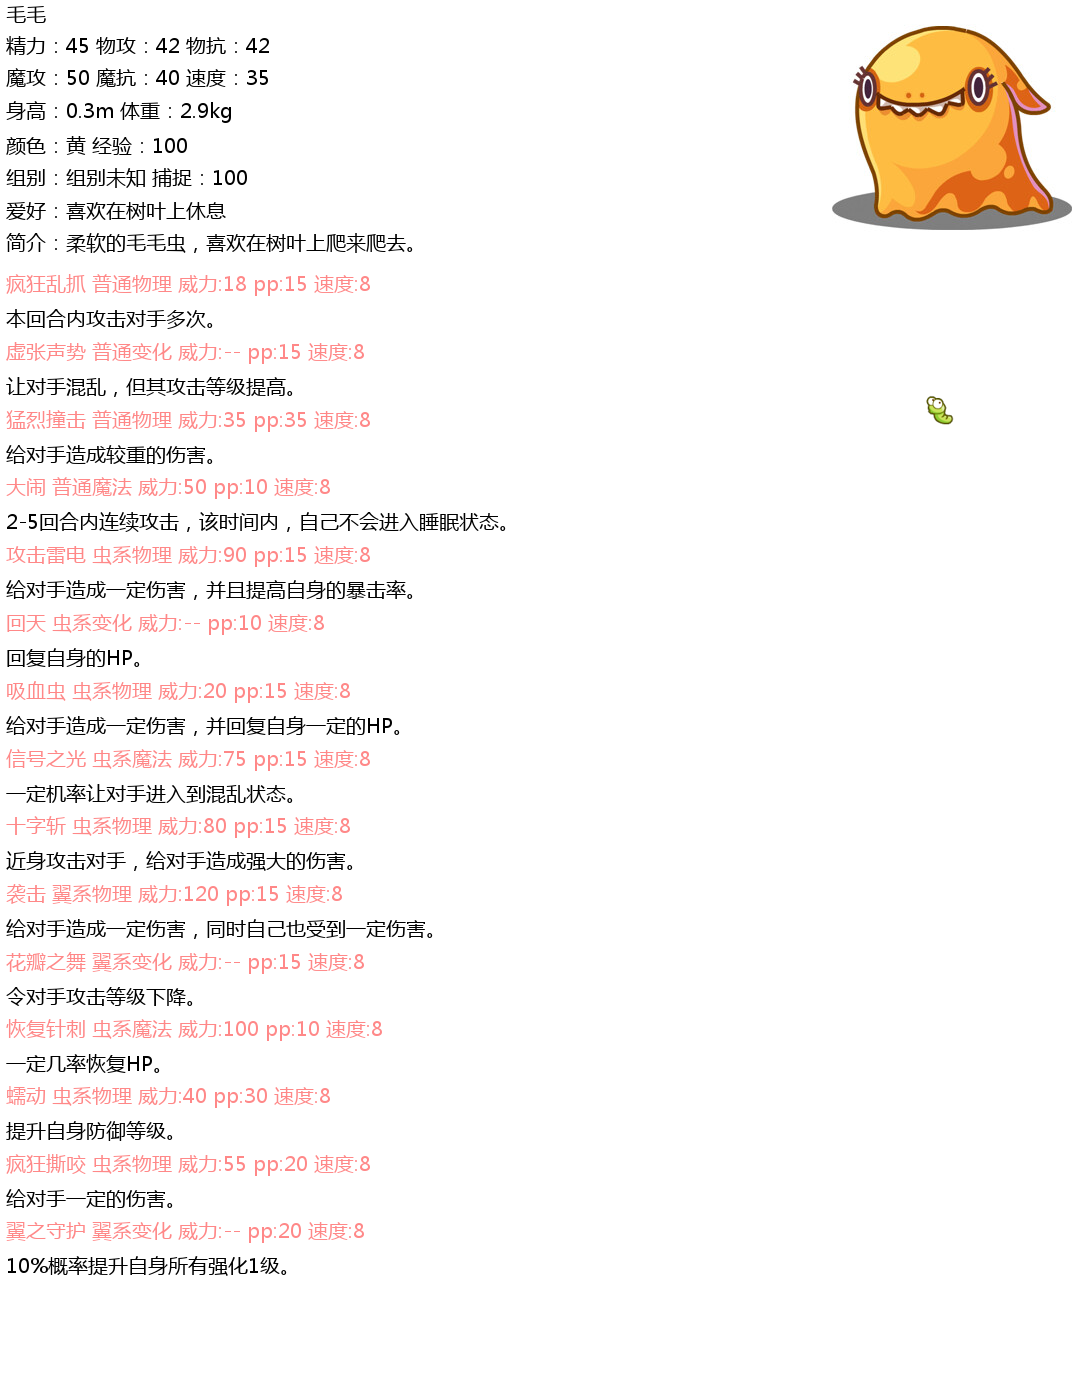 毛毛
精力：45 物攻：42 物抗：42
魔攻：50 魔抗：40 速度：35
身高：0.3m 体重：2.9kg
颜色：黄 经验：100
组别：组别未知 捕捉：100
爱好：喜欢在树叶上休息
简介：柔软的毛毛虫，喜欢在树叶上爬来爬去。
疯狂乱抓 普通物理 威力:18 pp:15 速度:8
本回合内攻击对手多次。
虚张声势 普通变化 威力:-- pp:15 速度:8
让对手混乱，但其攻击等级提高。
猛烈撞击 普通物理 威力:35 pp:35 速度:8
给对手造成较重的伤害。
大闹 普通魔法 威力:50 pp:10 速度:8
2-5回合内连续攻击，该时间内，自己不会进入睡眠状态。
攻击雷电 虫系物理 威力:90 pp:15 速度:8
给对手造成一定伤害，并且提高自身的暴击率。
回天 虫系变化 威力:-- pp:10 速度:8
回复自身的HP。
吸血虫 虫系物理 威力:20 pp:15 速度:8
给对手造成一定伤害，并回复自身一定的HP。
信号之光 虫系魔法 威力:75 pp:15 速度:8
一定机率让对手进入到混乱状态。
十字斩 虫系物理 威力:80 pp:15 速度:8
近身攻击对手，给对手造成强大的伤害。
袭击 翼系物理 威力:120 pp:15 速度:8
给对手造成一定伤害，同时自己也受到一定伤害。
花瓣之舞 翼系变化 威力:-- pp:15 速度:8
令对手攻击等级下降。
恢复针刺 虫系魔法 威力:100 pp:10 速度:8
一定几率恢复HP。
蠕动 虫系物理 威力:40 pp:30 速度:8
提升自身防御等级。
疯狂撕咬 虫系物理 威力:55 pp:20 速度:8
给对手一定的伤害。
翼之守护 翼系变化 威力:-- pp:20 速度:8
10%概率提升自身所有强化1级。